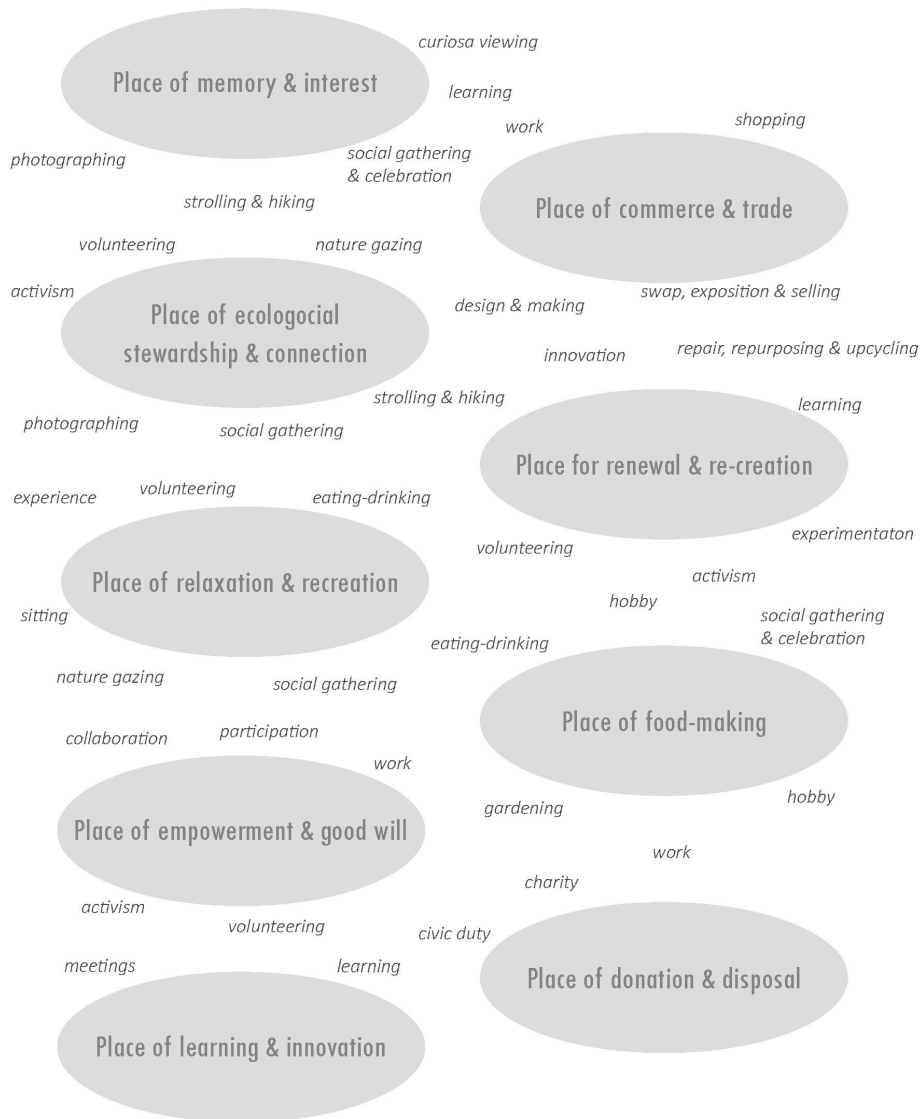 curiosa viewing
Place of memory & interest
learning
work
shopping
photographing
social gathering
& celebration
strolling & hiking
Place of commerce & trade
volunteering
nature gazing
activism
swap, exposition & selling
design & making
Place of ecologocial
stewardship & connection
innovation
repair, repurposing & upcycling
strolling & hiking
learning
photographing
social gathering
Place for renewal & re-creation
experience
volunteering
eating-drinking
experimentaton
volunteering
activism
Place of relaxation & recreation
hobby
sitting
social gathering
& celebration
eating-drinking
nature gazing
social gathering
Place of food-making
collaboration
participation
work
hobby
gardening
Place of empowerment & good will
work
charity
activism
volunteering
civic duty
meetings
learning
Place of donation & disposal
Place of learning & innovation